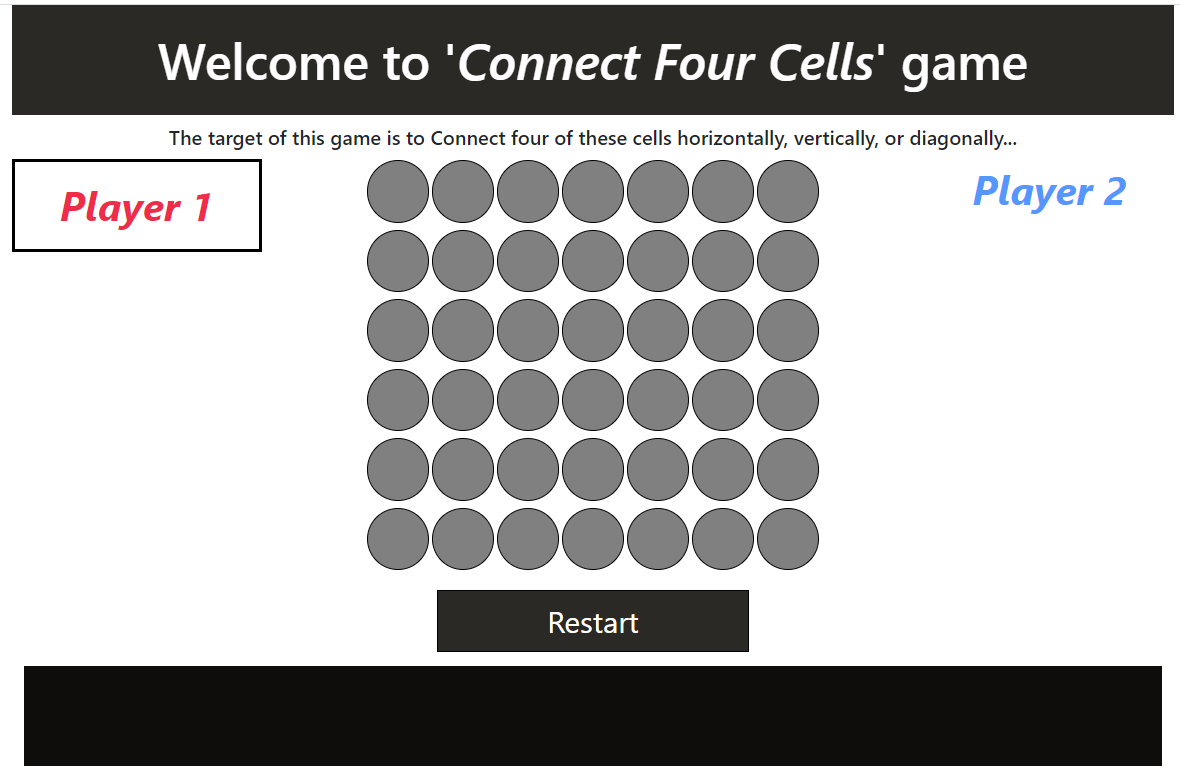 Welcome to 'Connect Four Cells' game
The target of this game is to Connect four of these cells horizontally, vertically, or diagonally...
Player 1
Player 2
Restart